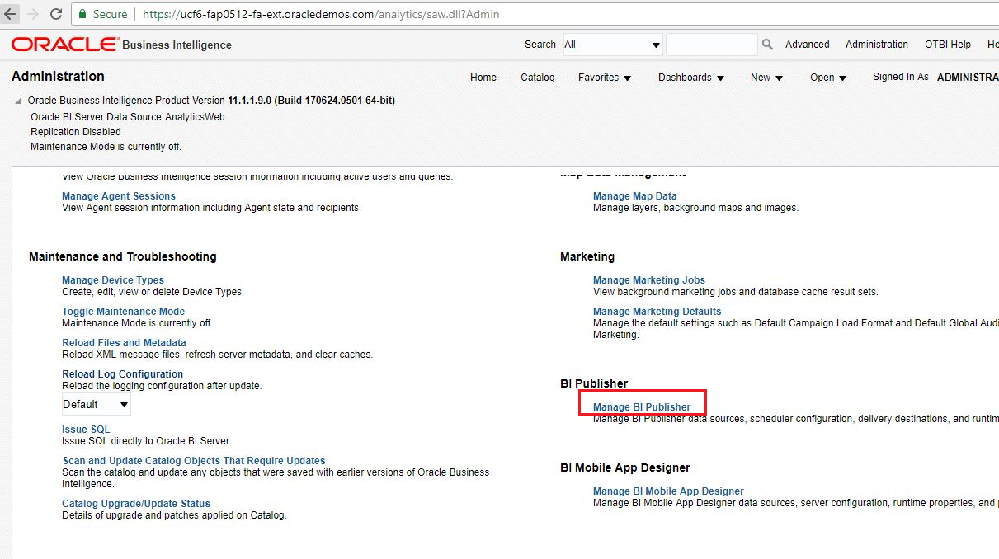 Secure https://ucf6-fap0512-fa-ext.oracledemos.com/analytics/saw.dll?Admin
ORACLE Business Intelligence Search All Advanced Administration OTBI Help He
Administration Home Catalog Favorites Dashboards New Open Signed In As ADMINISTRA
Oracle Business Intelligence Product Version 11.1.1.9.0 (Build 170624.0501 64-bit)
Oracle BI Server Data Source AnalyticsWeb
Replication Disabled
Maintenance Mode is currently off.
View Oracle Business Intelligence session information including active users and queries.
Manage Agent Sessions
View Agent session information including Agent state and recipients.
Maintenance and Troubleshooting
Manage Device Types
Create, edit, view or delete Device Types.
Toggle Maintenance Mode
Maintenance Mode is currently off.
Reload Files and Metadata
Reload XML message files, refresh server metadata, and clear caches.
Reload Log Configuration
Reload the logging configuration after update.
Default
Issue SQL
Issue SQL directly to Oracle BI Server.
Scan and Update Catalog Objects That Require Updates
Scan the catalog and update any objects that were saved with earlier versions of Oracle Business
Intelligence.
Catalog Upgrade/Update Status
Details of upgrade and patches applied on Catalog.
Map Data Management
Manage Map Data
Manage layers, background maps and images.
Marketing
Manage Marketing Jobs
View background marketing jobs and database cache result sets.
Manage Marketing Defaults
Manage the default settings such as Default Campaign Load Format and Default Global Audi
Marketing.
BI Publisher
Manage BI Publisher
Manage BI Publisher data sources, scheduler configuration, delivery destinations, and runtim
BI Mobile App Designer
Manage BI Mobile App Designer
Manage BI Mobile App Designer data sources, server configuration, runtime properties, and p